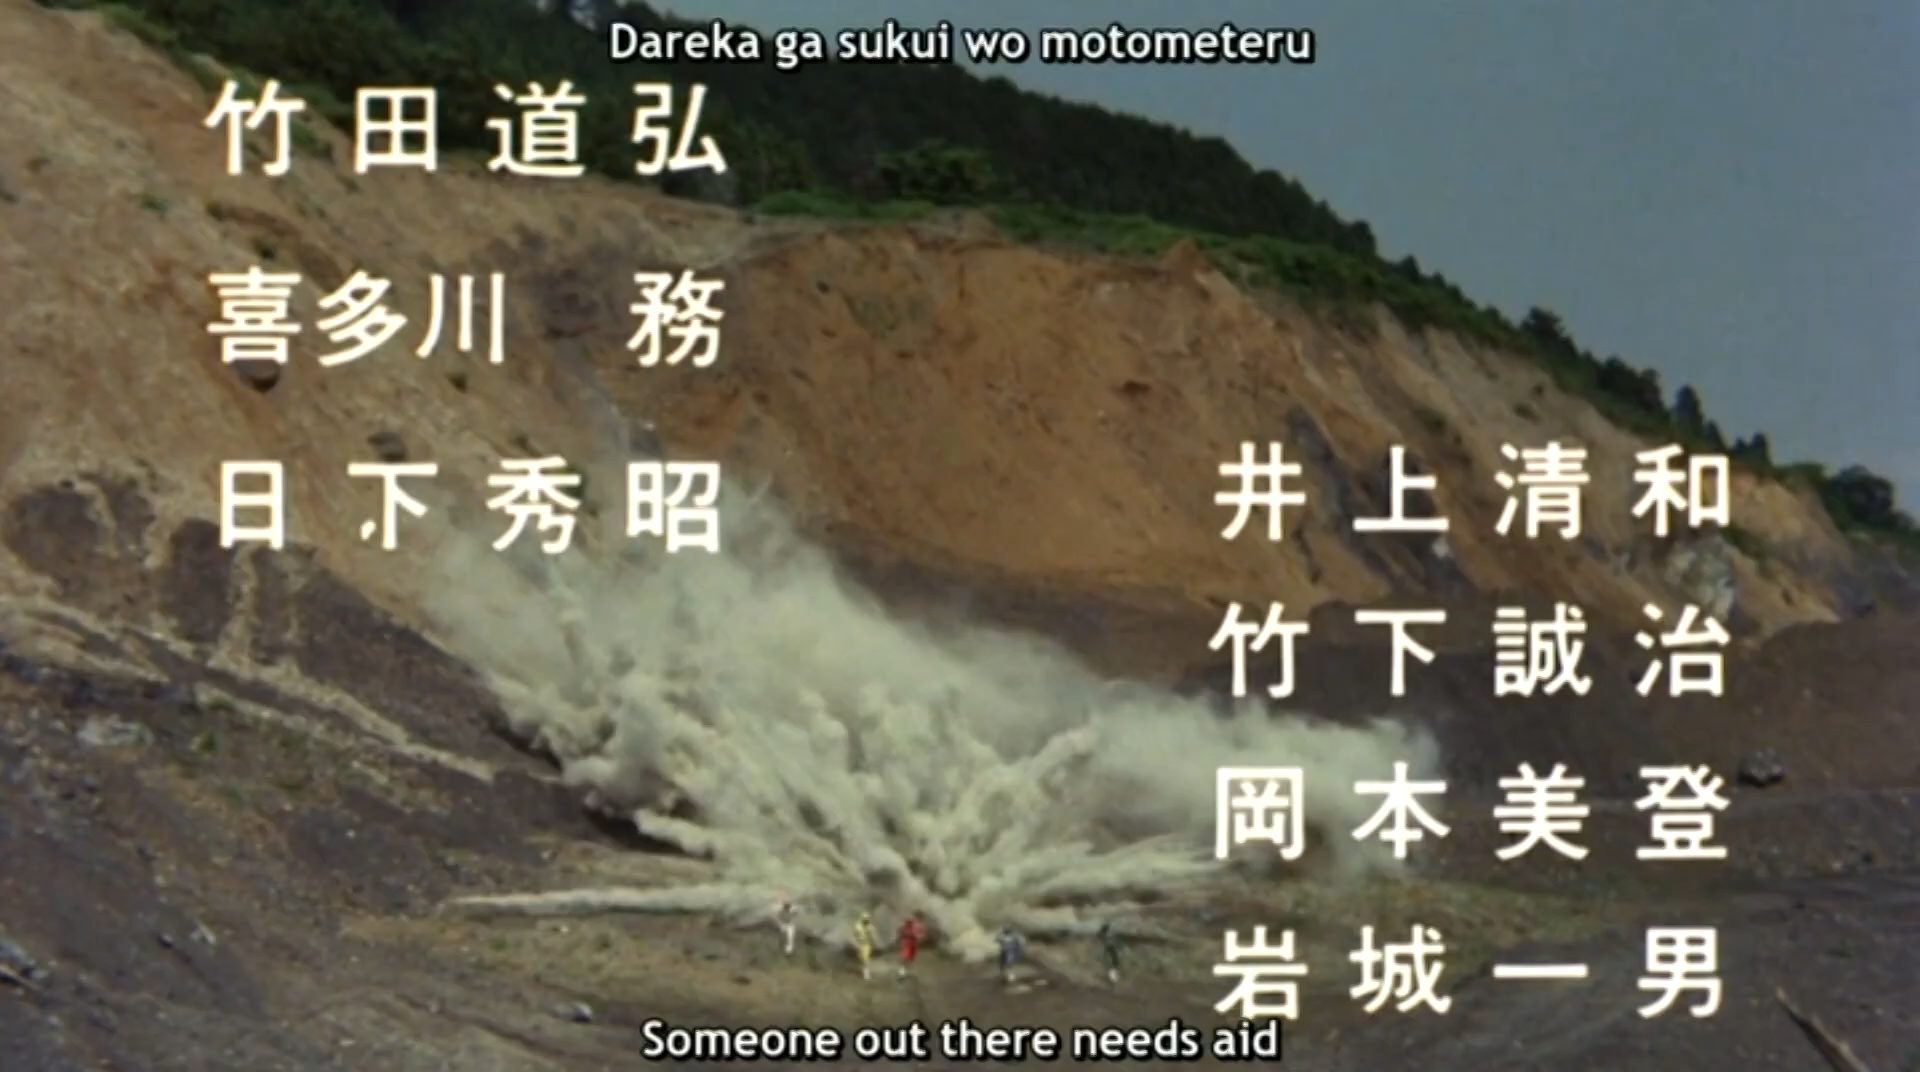 Dareka ga sukui wo motometeru
竹田道弘
喜多川 務
日下秀昭
井上清和
竹下誠治
岡本美登
岩城一男
Someone out there needs aid